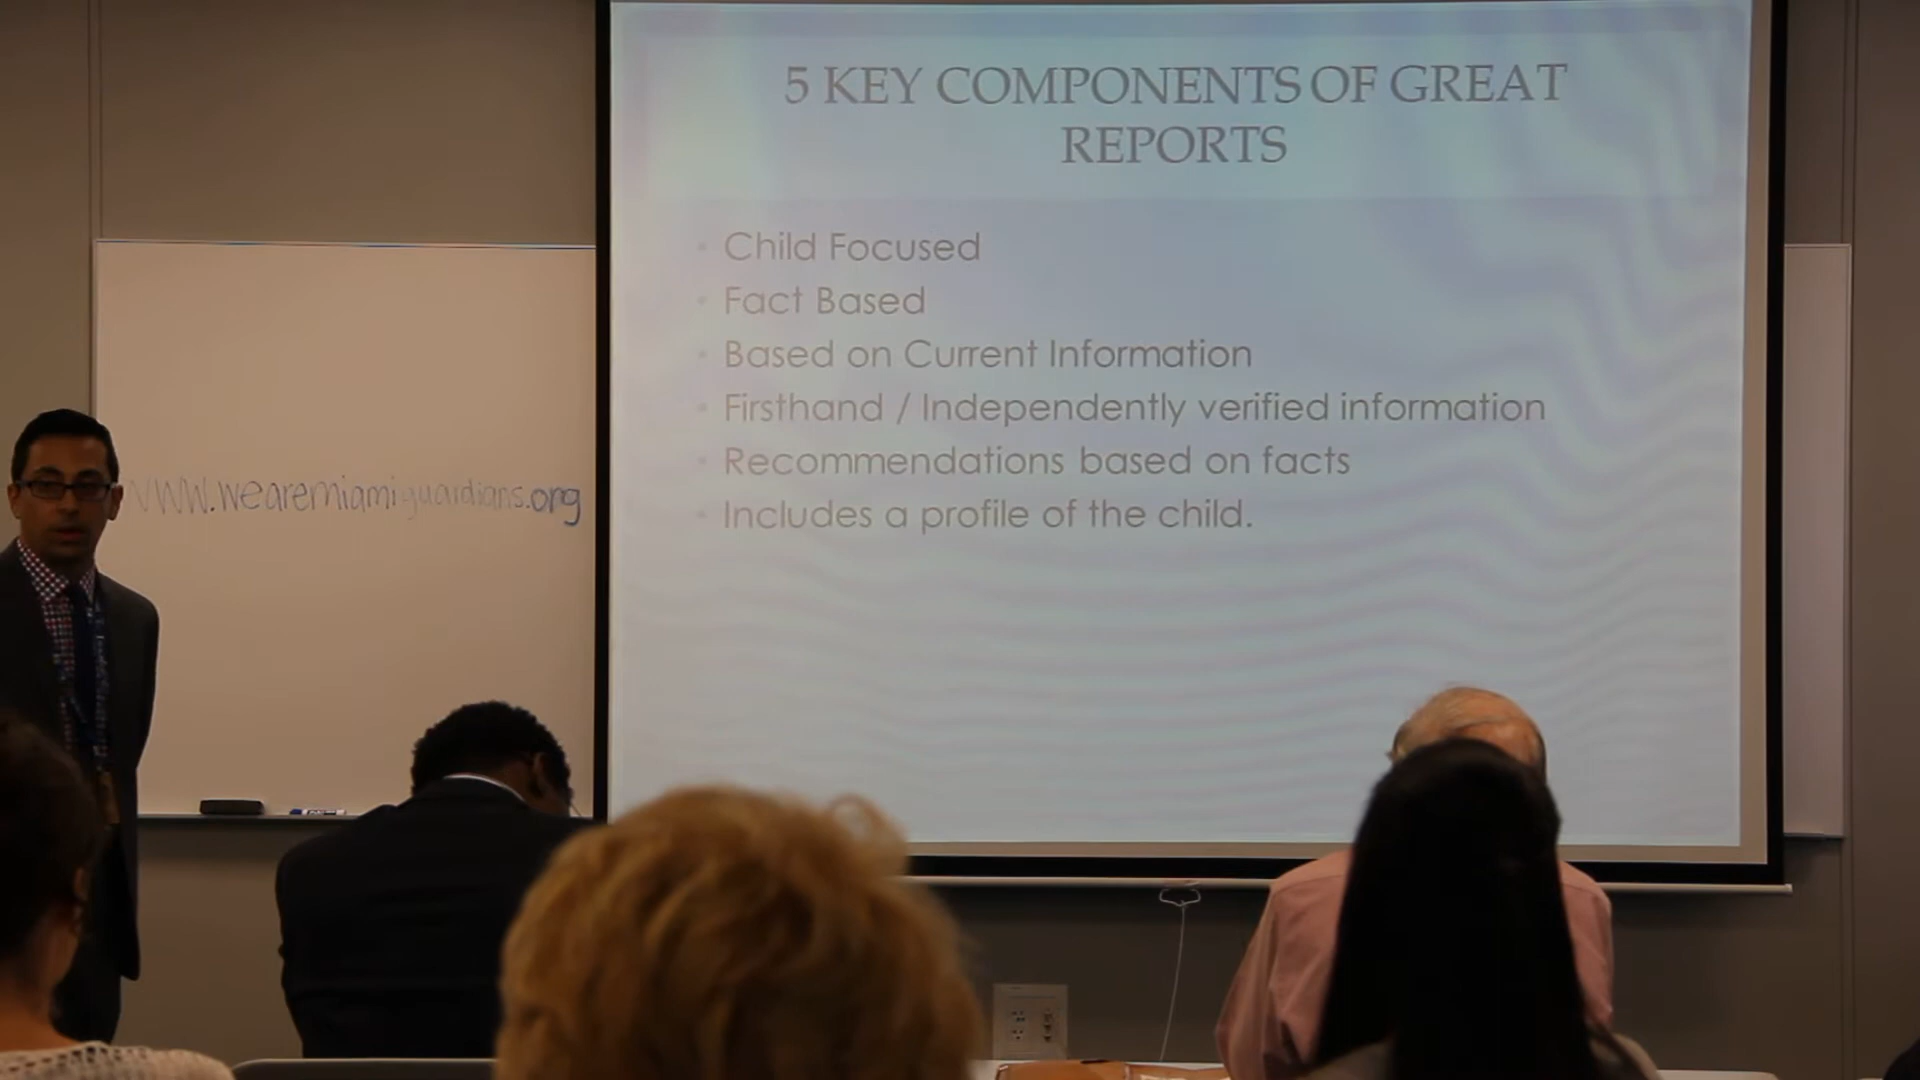 5 KEY COMPONENTS OF GREAT
REPORTS
• Child Focused
• Fact Based
• Based on Current Information
• Firsthand / Independently verified information
• Recommendations based on facts
• Includes a profile of the child.
www.wearemiamiguardians.org